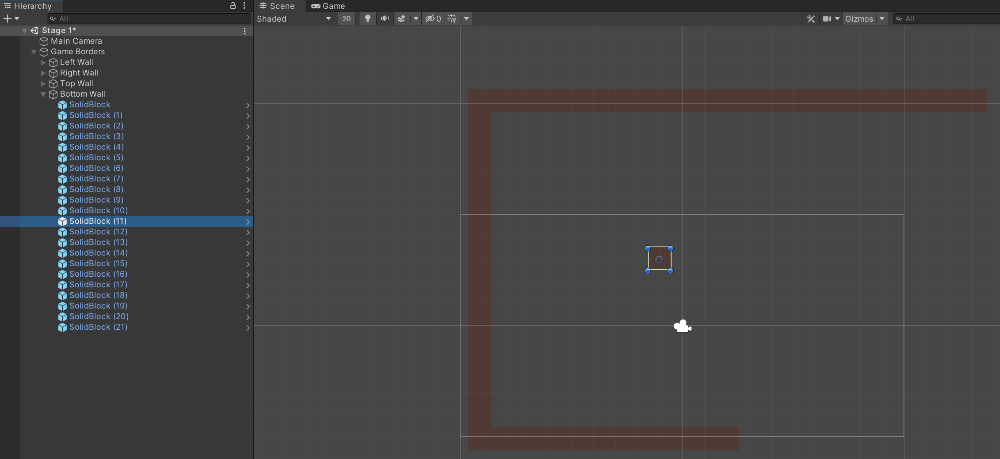 Hierarchy
All
Stage 1*
Main Camera
Game Borders
Left Wall
Right Wall
Top Wall
Bottom Wall
SolidBlock
SolidBlock (1)
SolidBlock (2)
SolidBlock (3)
SolidBlock (4)
SolidBlock (5)
SolidBlock (6)
SolidBlock (7)
SolidBlock (8)
SolidBlock (9)
SolidBlock (10)
SolidBlock (11)
SolidBlock (12)
SolidBlock (13)
SolidBlock (14)
SolidBlock (15)
SolidBlock (16)
SolidBlock (17)
SolidBlock (18)
SolidBlock (19)
SolidBlock (20)
SolidBlock (21)
Scene Game
Shaded 2D 0 Gizmos All